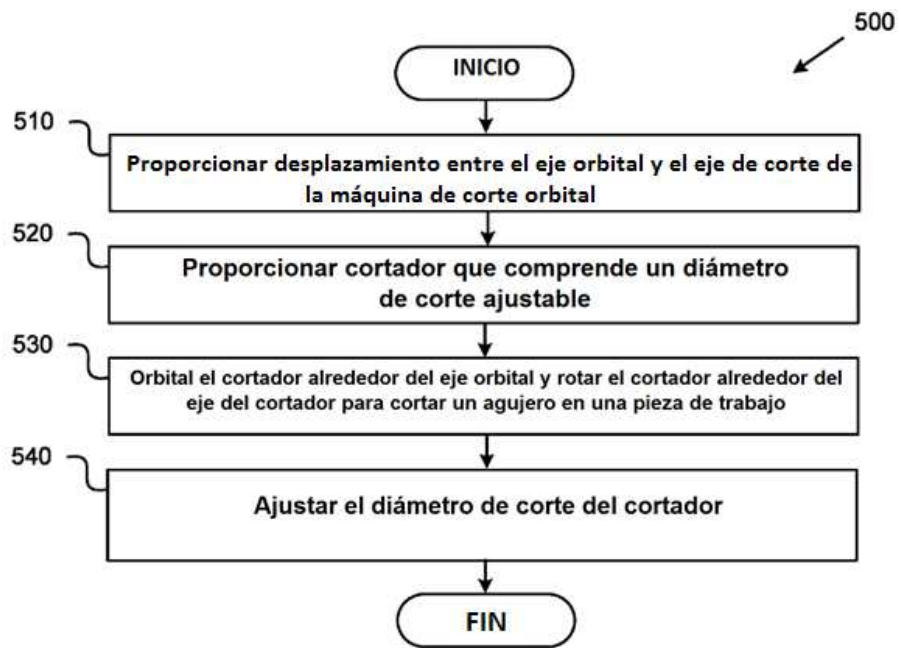 500
INICIO
510
Proporcionar desplazamiento entre el eje orbital y el eje de corte de
la máquina de corte orbital
520
Proporcionar cortador que comprende un diámetro
de corte ajustable
530
Orbital el cortador alrededor del eje orbital y rotar el cortador alrededor del
eje del cortador para cortar un agujero en una pieza de trabajo
540
Ajustar el diámetro de corte del cortador
FIN